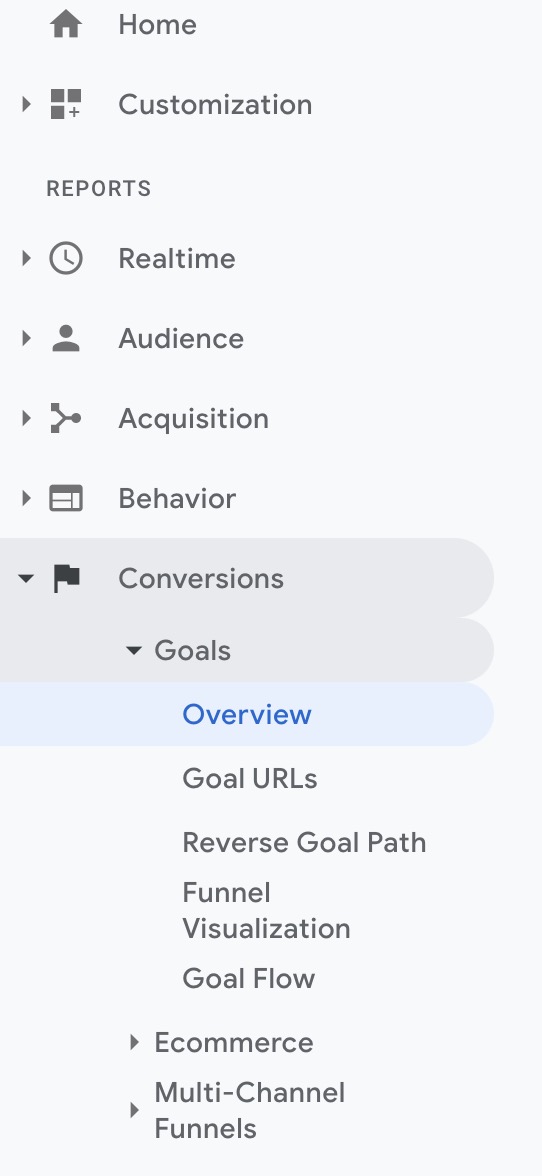 Home
Customization
REPORTS
Realtime
Audience
Acquisition
Behavior
Conversions
Goals
Overview
Goal URLs
Reverse Goal Path
Funnel
Visualization
Goal Flow
Ecommerce
Multi-Channel
Funnels